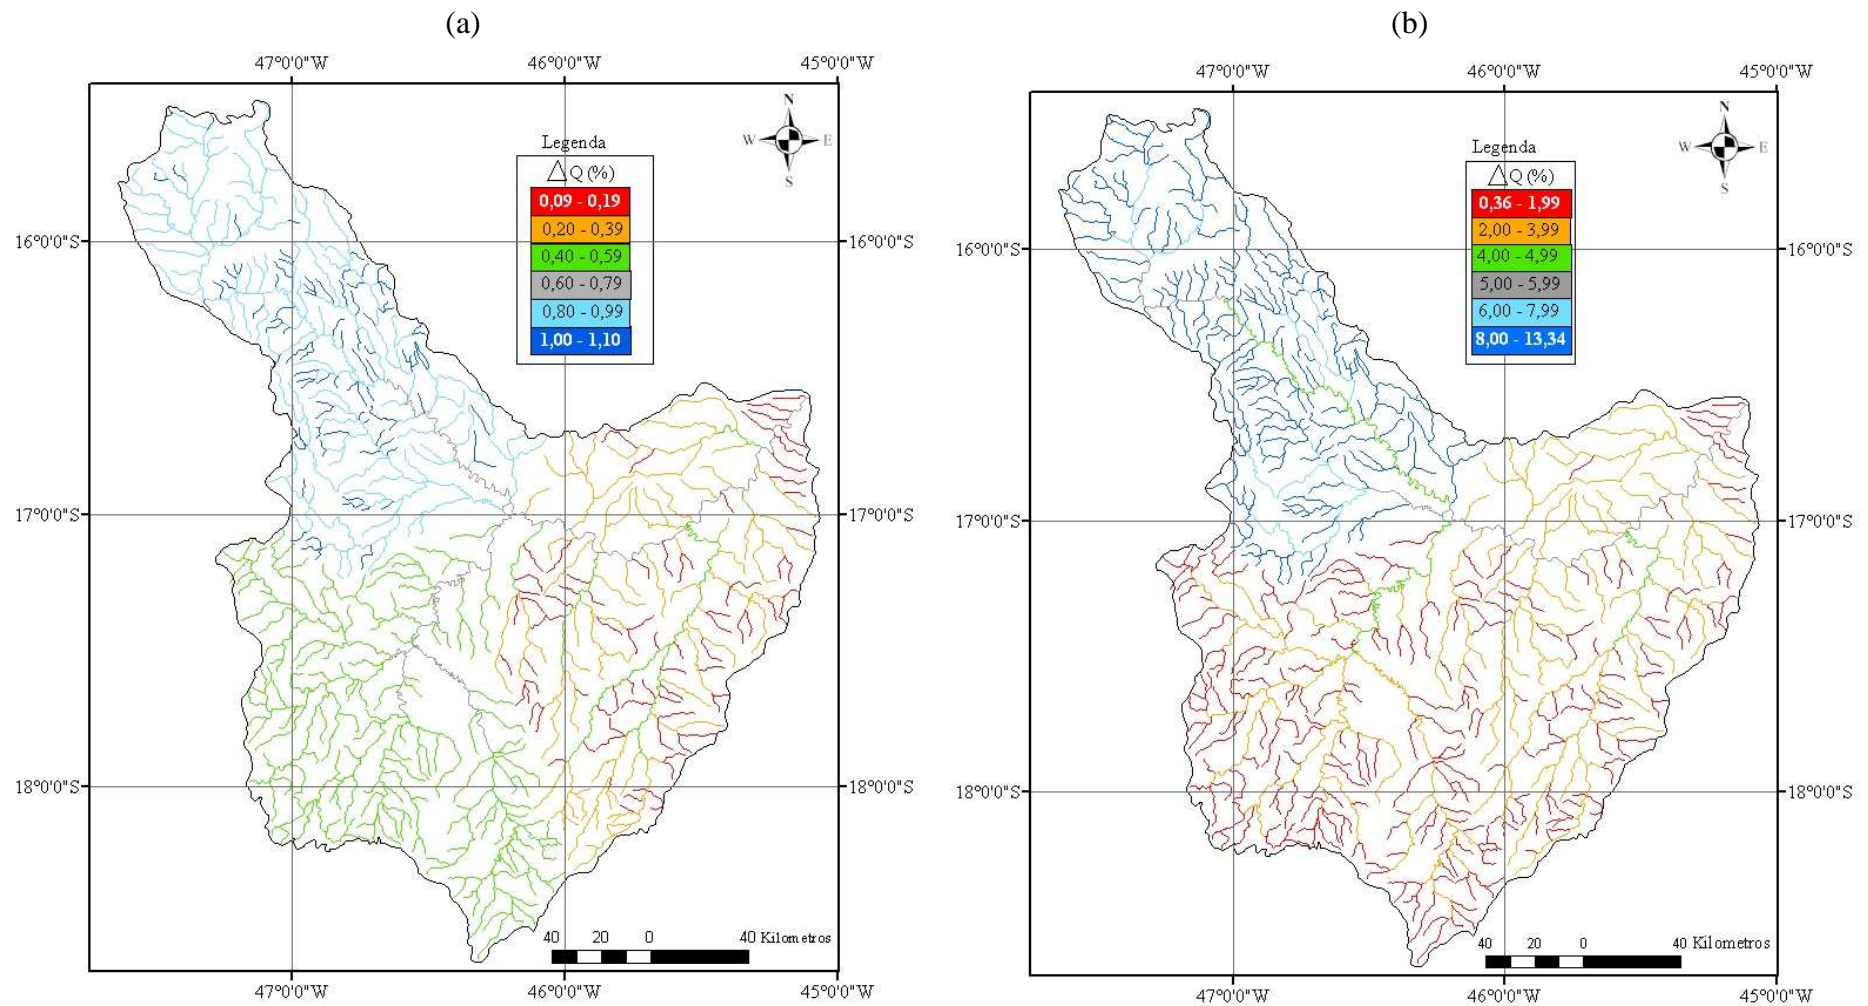 (a)
47°0'0"W 46°0'0"W 45°0'0"W
N
W E
S
Legenda
△Q (%)
0,09 - 0,19
0,20 - 0,39
0,40 - 0,59
0,60 - 0,79
0,80 - 0,99
1,00 - 1,10
16°0'0"S 16°0'0"S
17°0'0"S 17°0'0"S
18°0'0"S 18°0'0"S
40 20 0 40 Kilometros
47°0'0"W 46°0'0"W 45°0'0"W
(b)
47°0'0"W 46°0'0"W 45°0'0"W
N
W E
S
Legenda
△Q (%)
0,36 - 1,99
2,00 - 3,99
4,00 - 4,99
5,00 - 5,99
6,00 - 7,99
8,00 - 13,34
16°0'0"S 16°0'0"S
17°0'0"S 17°0'0"S
18°0'0"S 18°0'0"S
40 20 0 40 Kilometros
47°0'0"W 46°0'0"W 45°0'0"W